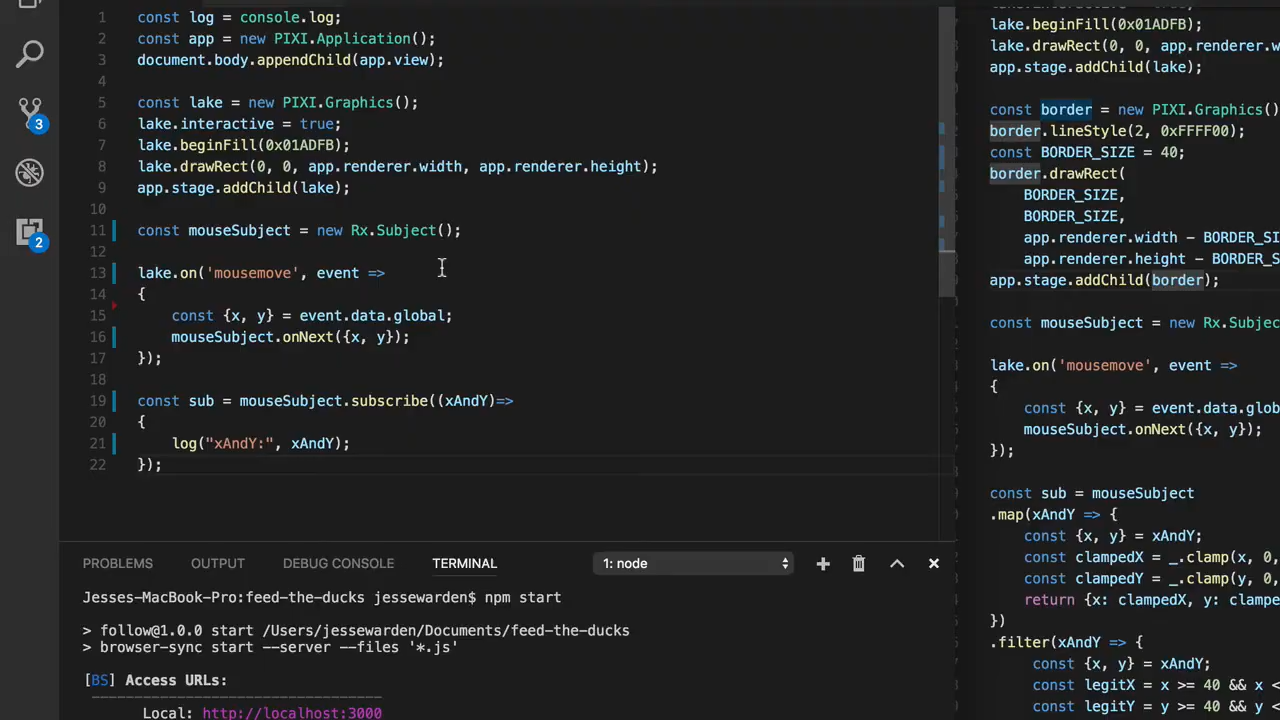 1 const log = console.log;
2 const app = new PIXI.Application();
3 document.body.appendChild(app.view);
4
5 const lake = new PIXI.Graphics();
6 lake.interactive = true;
7 lake.beginFill(0x01ADFB);
8 lake.drawRect(0, 0, app.renderer.width, app.renderer.height);
9 app.stage.addChild(lake);
10
11 const mouseSubject = new Rx.Subject();
12
13 lake.on('mousemove', event =>
14 {
15 const {x, y} = event.data.global;
16 mouseSubject.onNext({x, y});
17 });
18
19 const sub = mouseSubject.subscribe((xAndY)=>
20 {
21 log("xAndY:", xAndY);
22 });
3
2
PROBLEMS OUTPUT DEBUG CONSOLE TERMINAL 1: node
Jesses-MacBook-Pro:feed-the-ducks jessewarden$ npm start
> follow@1.0.0 start /Users/jessewarden/Documents/feed-the-ducks
> browser-sync start --server --files '*.js'
[BS] Access URLs:
--------------------------------------
Local: http://localhost:3000
lake.beginFill(0x01ADFB);
lake.drawRect(0, 0, app.renderer.w
app.stage.addChild(lake);
const border = new PIXI.Graphics()
border.lineStyle(2, 0xFFFF00);
const BORDER_SIZE = 40;
border.drawRect(
BORDER_SIZE,
BORDER_SIZE,
app.renderer.width - BORDER_SI
app.renderer.height - BORDER_S
app.stage.addChild(border);
const mouseSubject = new Rx.Subjec
lake.on('mousemove', event =>
{
const {x, y} = event.data.glob
mouseSubject.onNext({x, y});
});
const sub = mouseSubject
.map(xAndY => {
const {x, y} = xAndY;
const clampedX = _.clamp(x, 0,
const clampedY = _.clamp(y, 0,
return {x: clampedX, y: clampe
})
.filter(xAndY => {
const {x, y} = xAndY;
const legitX = x >= 40 && x <
const legitY = y >= 40 && y <